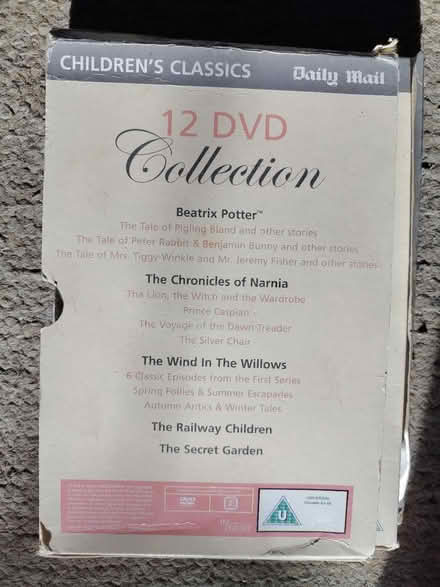 CHILDREN'S CLASSICS
Daily Mail
12 DVD
Collection
Beatrix Potter™
The Tale of Pigling Bland and other stories
The Tale of Peter Rabbit & Benjamin Bunny and other stories
The Tale of Mrs. Tiggy-Winkle and Mr. Jeremy Fisher and other stories
The Chronicles of Narnia
The Lion, the Witch and the Wardrobe
Prince Caspian
The Voyage of the Dawn Treader
The Silver Chair
The Wind In The Willows
6 Classic Episodes from the First Series
Spring Follies & Summer Escapades
Autumn Antics & Winter Tales
The Railway Children
The Secret Garden
U